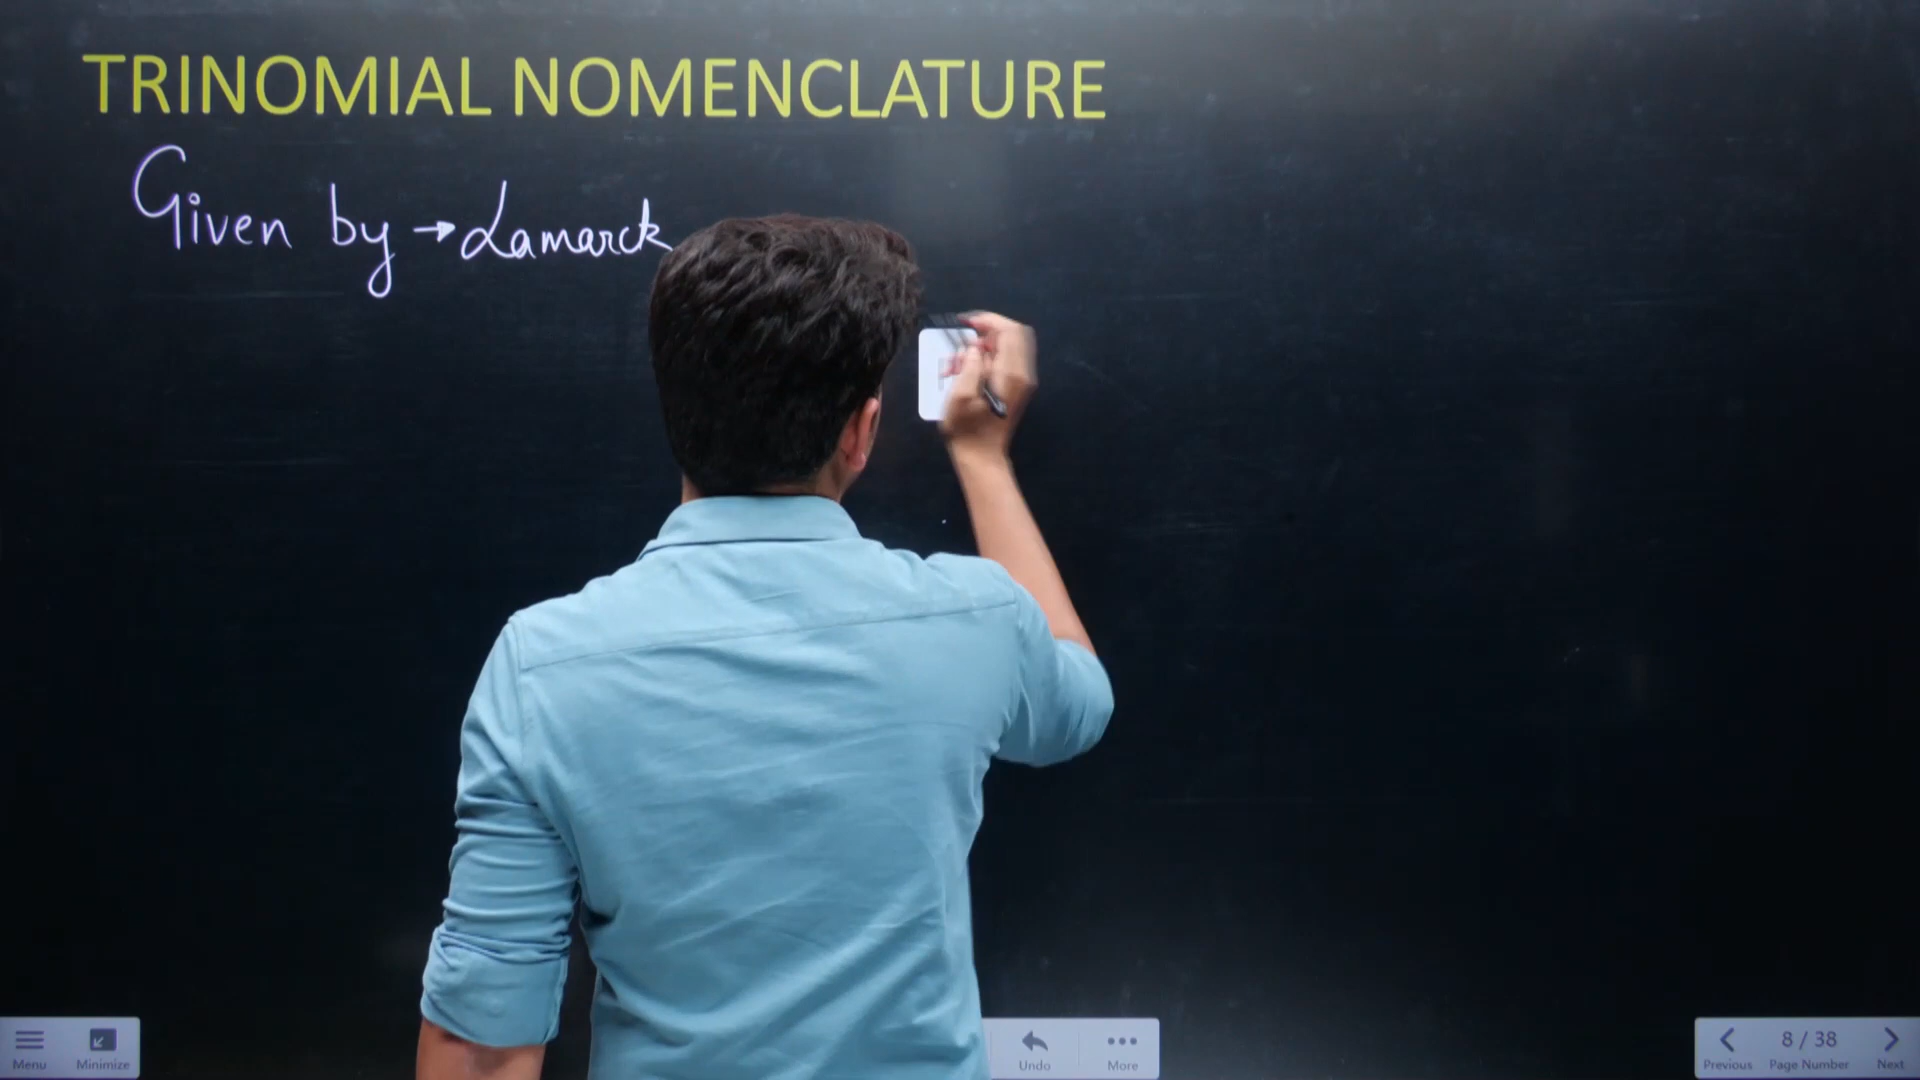 TRINOMIAL NOMENCLATURE
Given by → Lamarck
Menu
Minimize
Undo
More
Previous
8 / 38
Page Number
Next